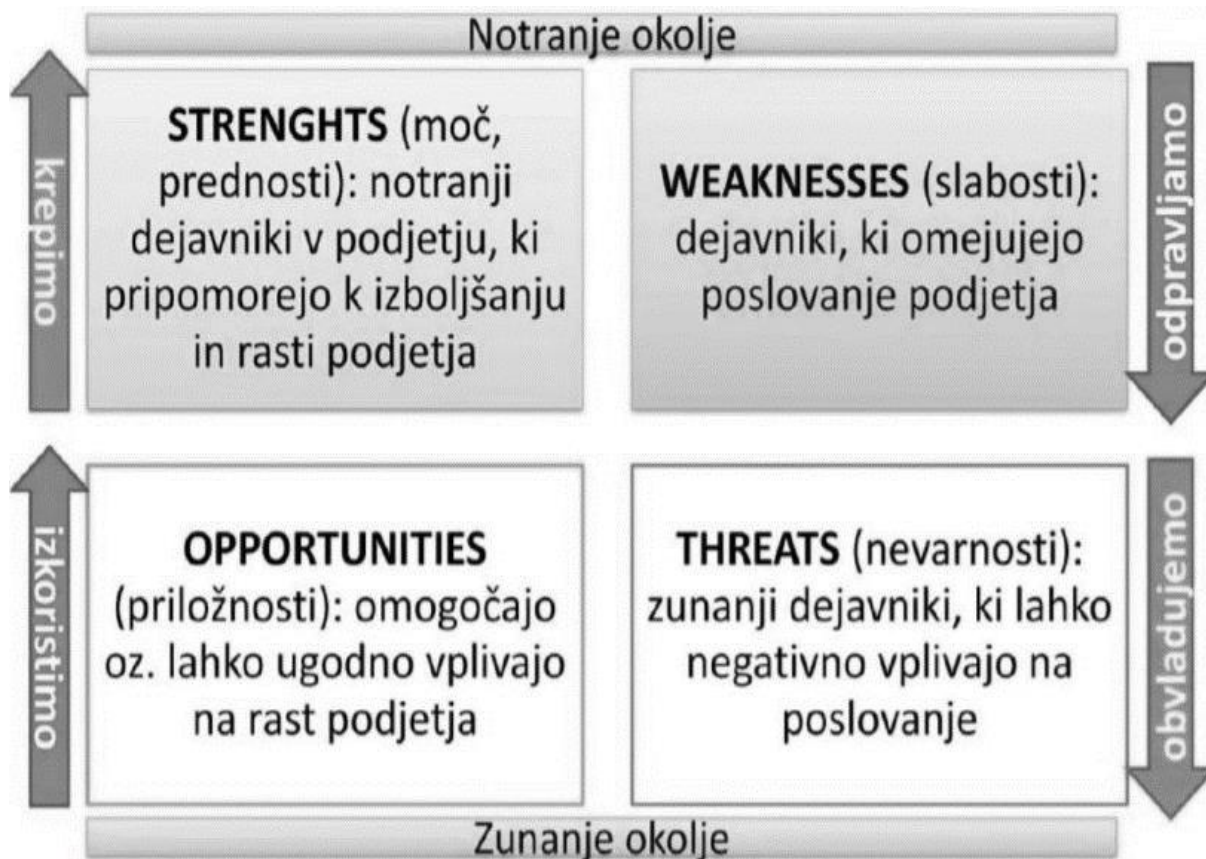 Notranje okolje
krepimo
STRENGHTS (moč,
prednosti): notranji
dejavniki v podjetju, ki
pripomorejo k izboljšanju
in rasti podjetja
WEAKNESSES (slabosti):
dejavniki, ki omejujejo
poslovanje podjetja
odpravljamo
izkoristimo
OPPORTUNITIES
(priložnosti): omogočajo
oz. lahko ugodno vplivajo
na rast podjetja
THREATS (nevarnosti):
zunanji dejavniki, ki lahko
negativno vplivajo na
poslovanje
obvladujemo
Zunanje okolje